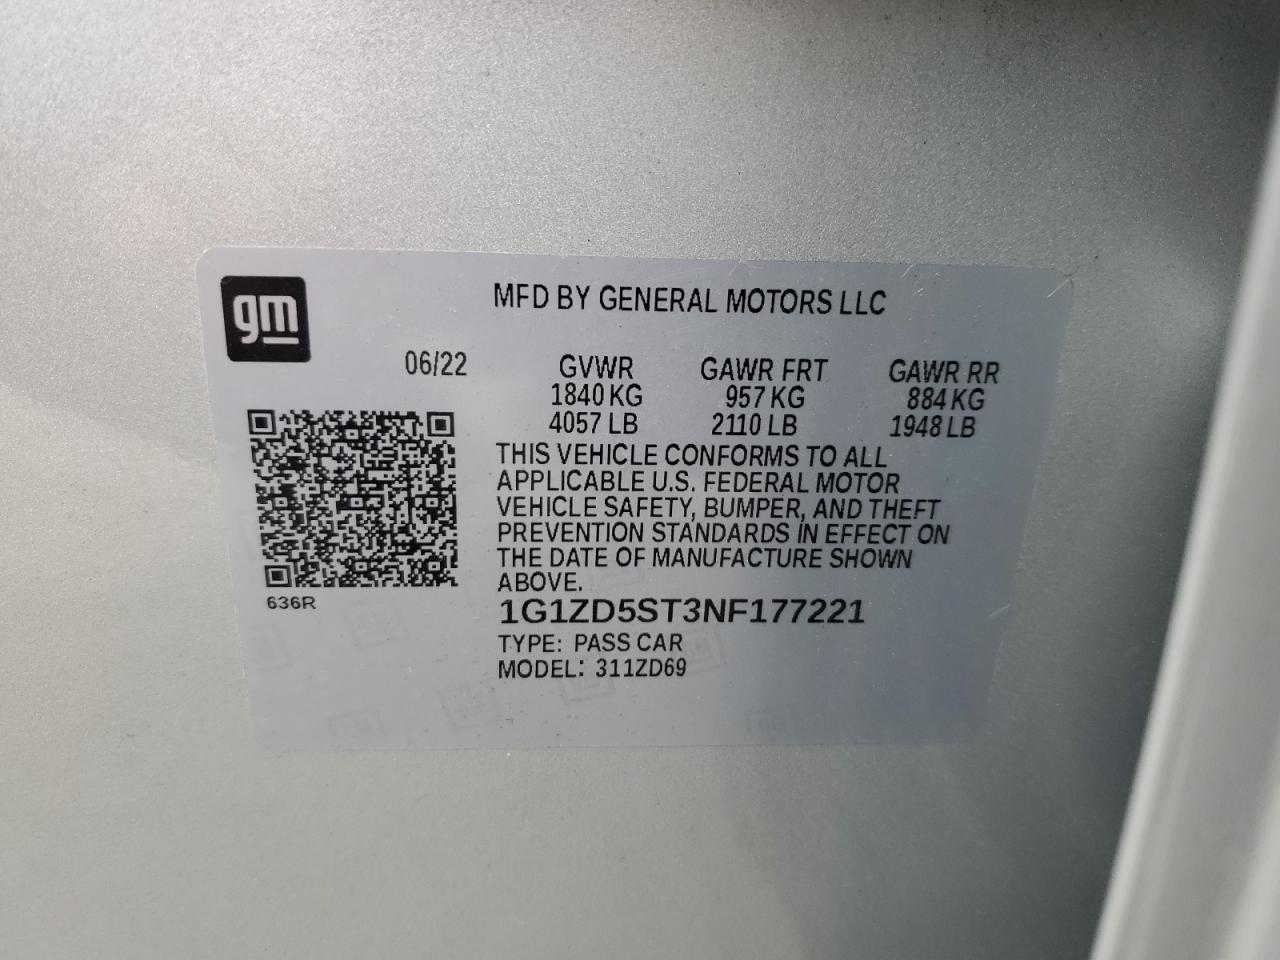 gm
MFD BY GENERAL MOTORS LLC
06/22 GVWR GAWR FRT GAWR RR
1840 KG 957 KG 884 KG
4057 LB 2110 LB 1948 LB
THIS VEHICLE CONFORMS TO ALL
APPLICABLE U.S. FEDERAL MOTOR
VEHICLE SAFETY, BUMPER, AND THEFT
PREVENTION STANDARDS IN EFFECT ON
THE DATE OF MANUFACTURE SHOWN
ABOVE.
636R
1G1ZD5ST3NF177221
TYPE: PASS CAR
MODEL: 311ZD69